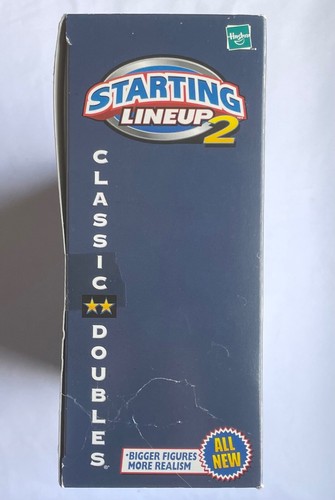 Hasbro
STARTING
LINEUP 2
CLASSIC
DOUBLES
•BIGGER FIGURES
MORE REALISM
ALL
NEW